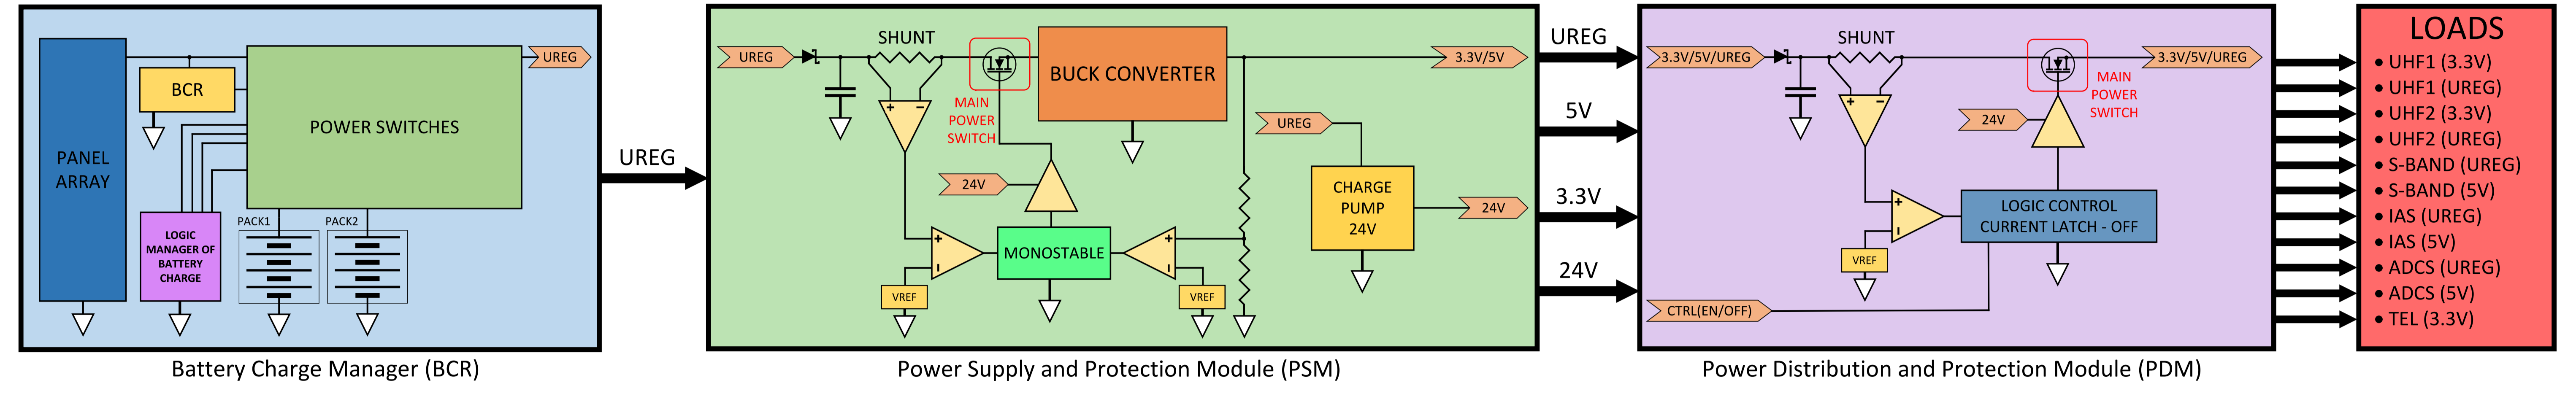 PANEL
ARRAY
BCR
POWER SWITCHES
UREG
LOGIC
MANAGER OF
BATTERY
CHARGE
PACK1
PACK2
Battery Charge Manager (BCR)
UREG
UREG
SHUNT
MAIN
POWER
SWITCH
BUCK CONVERTER
3.3V/5V
UREG
24V
CHARGE
PUMP
24V
24V
+
−
+
−
MONOSTABLE
+
−
VREF
VREF
Power Supply and Protection Module (PSM)
UREG
5V
3.3V
24V
3.3V/5V/UREG
SHUNT
MAIN
POWER
SWITCH
3.3V/5V/UREG
+
−
24V
+
−
LOGIC CONTROL
CURRENT LATCH - OFF
VREF
CTRL(EN/OFF)
Power Distribution and Protection Module (PDM)
LOADS
• UHF1 (3.3V)
• UHF1 (UREG)
• UHF2 (3.3V)
• UHF2 (UREG)
• S-BAND (UREG)
• S-BAND (5V)
• IAS (UREG)
• IAS (5V)
• ADCS (UREG)
• ADCS (5V)
• TEL (3.3V)